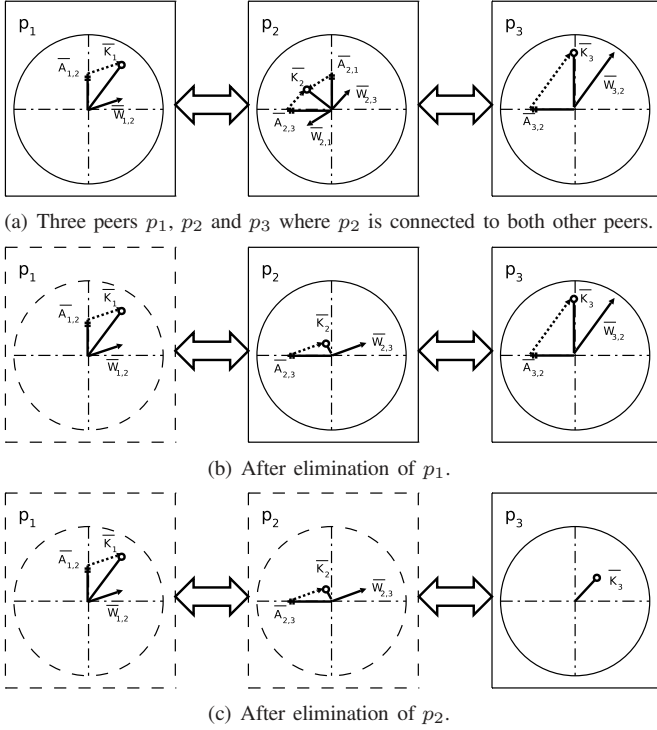 p₁ p₂ p₃
K₁ A₁,₂ W₁,₂
A₂,₁ K₂ W₂,₃ A₂,₃ W₂,₁
K₃ W₃,₂ A₃,₂
(a) Three peers p₁, p₂ and p₃ where p₂ is connected to both other peers.
p₁ p₂ p₃
K₁ A₁,₂ W₁,₂
K₂ W₂,₃ A₂,₃
K₃ W₃,₂ A₃,₂
(b) After elimination of p₁.
p₁ p₂ p₃
K₁ A₁,₂ W₁,₂
K₂ W₂,₃ A₂,₃
K₃
(c) After elimination of p₂.